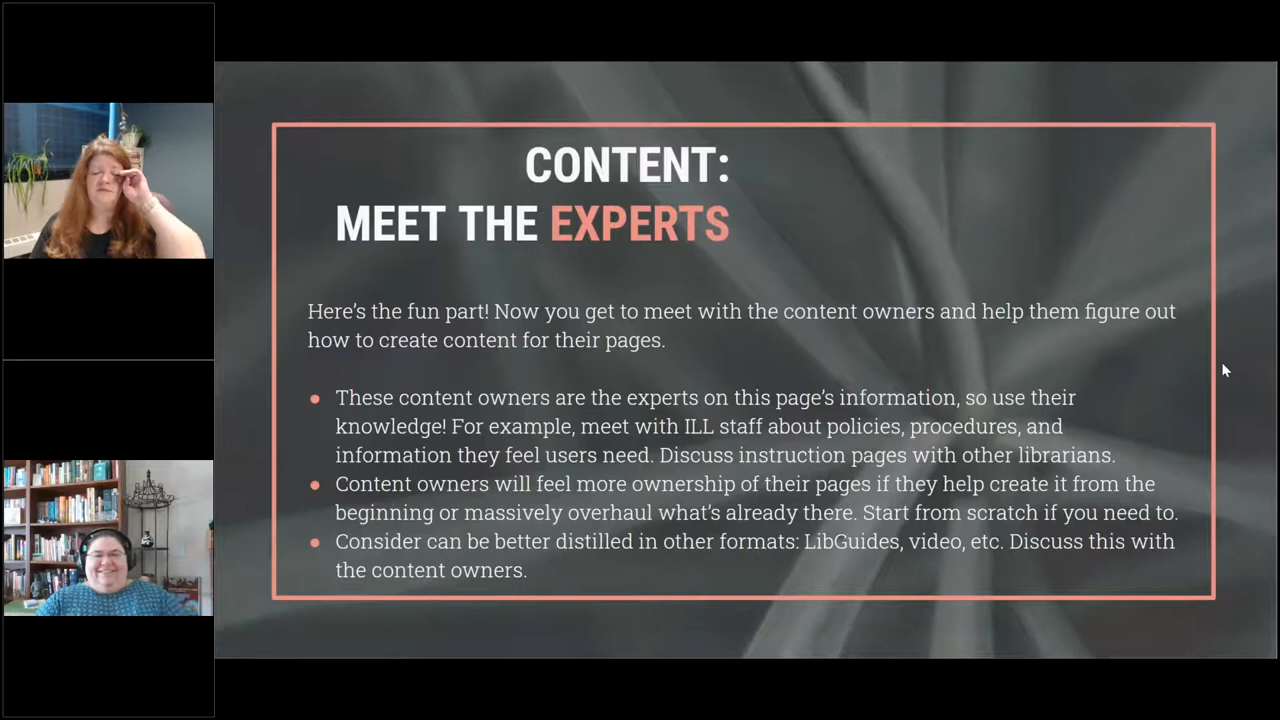 CONTENT:
MEET THE EXPERTS
Here's the fun part! Now you get to meet with the content owners and help them figure out
how to create content for their pages.
● These content owners are the experts on this page's information, so use their
knowledge! For example, meet with ILL staff about policies, procedures, and
information they feel users need. Discuss instruction pages with other librarians.
● Content owners will feel more ownership of their pages if they help create it from the
beginning or massively overhaul what's already there. Start from scratch if you need to.
● Consider can be better distilled in other formats: LibGuides, video, etc. Discuss this with
the content owners.